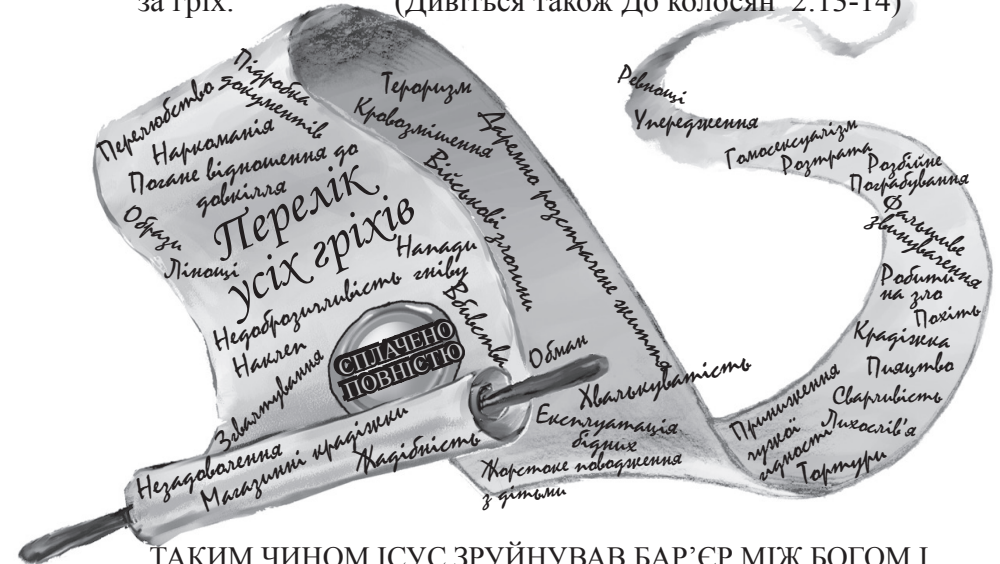 за гріх. (Дивіться також До колосян 2.13-14)
Перелюбство
Підробка
документів
Наркоманія
Погане відношення до
довкілля
Образи
Перелік
усіх гріхів
Лінощі
Напади
гніву
Недоброзичливість
Вбивства
Наклеп
СПЛАЧЕНО
ПОВНІСТЮ
Зґвалтування
Незадоволення
Магазинні крадіжки
Жадібність
Тероризм
Кровозмішення
Військові злочини
Даремно розстрачене життя
Обман
Хвалькуватість
Експлуатація
бідних
Жорстоке поводження
з дітьми
Ревнощі
Упередження
Гомосексуалізм
Розтрата
Розбійне
Пограбування
Фальшиве
звинувачення
Робити
на зло
Похіть
Крадіжка
Пияцтво
Сварливість
Лихослів'я
Приниження
чужої
гідності
Тортури
ТАКИМ ЧИНОМ ІСУС ЗРУЙНУВАВ БАР’ЄР МІЖ БОГОМ І